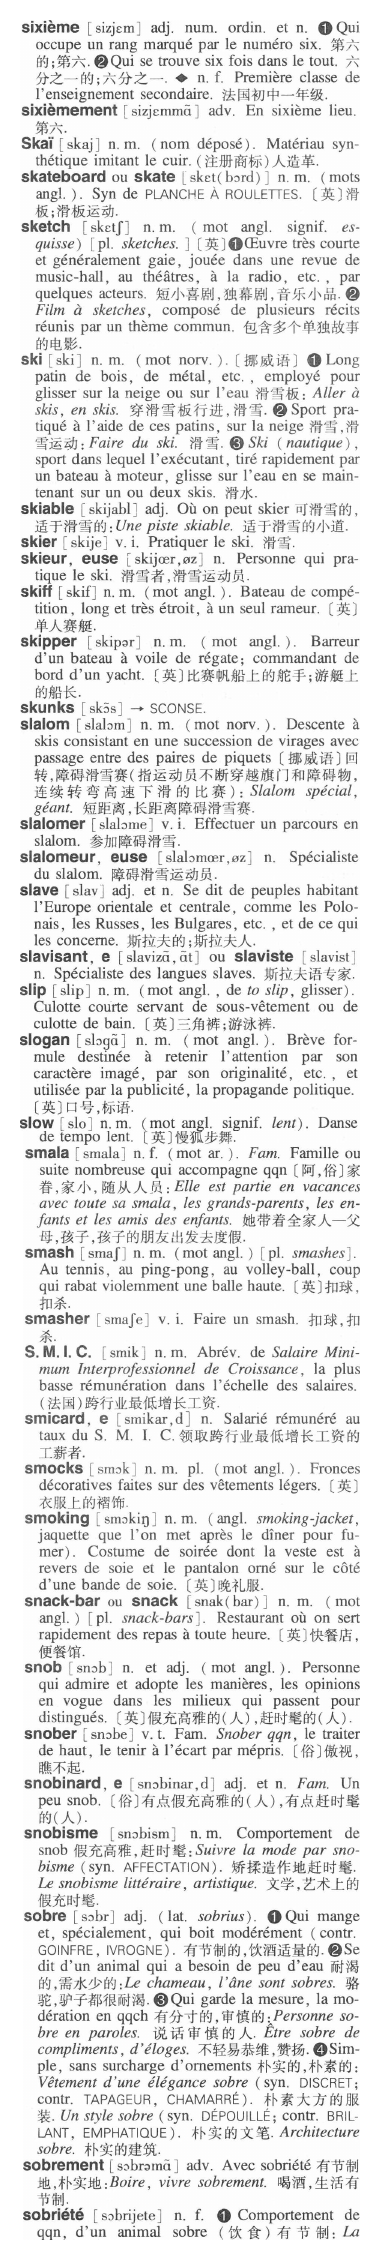 sixième [sizjɛm] adj. num. ordin. et n. ❶ Qui
occupe un rang marqué par le numéro six. 第六
的;第六. ❷ Qui se trouve six fois dans le tout. 六
分之一的;六分之一. ◆ n. f. Première classe de
l'enseignement secondaire. 法国初中一年级.
sixièmement [sizjɛmmɑ̃] adv. En sixième lieu.
第六.
Skaï [skaj] n. m. (nom déposé). Matériau syn-
thétique imitant le cuir. (注册商标)人造革.
skateboard ou skate [skɛt(bɔrd)] n. m. (mots
angl.). Syn de PLANCHE À ROULETTES. [英]滑
板;滑板运动.
sketch [skɛtʃ] n. m. (mot angl. signif. es-
quisse) [pl. sketches.] [英] ❶ Œuvre très courte
et généralement gaie, jouée dans une revue de
music-hall, au théâtres, à la radio, etc., par
quelques acteurs. 短小喜剧,独幕剧,音乐小品. ❷
Film à sketches, composé de plusieurs récits
réunis par un thème commun. 包含多个单独故事
的电影.
ski [ski] n. m. (mot norv.). [挪威语] ❶ Long
patin de bois, de métal, etc., employé pour
glisser sur la neige ou sur l'eau 滑雪板: Aller à
skis, en skis. 穿滑雪板行进,滑雪. ❷ Sport pra-
tiqué à l'aide de ces patins, sur la neige 滑雪,滑
雪运动: Faire du ski. 滑雪. ❸ Ski (nautique),
sport dans lequel l'exécutant, tiré rapidement par
un bateau à moteur, glisse sur l'eau en se main-
tenant sur un ou deux skis. 滑水.
skiable [skijabl] adj. Où on peut skier 可滑雪的,
适于滑雪的: Une piste skiable. 适于滑雪的小道.
skier [skije] v. i. Pratiquer le ski. 滑雪.
skieur, euse [skijœr,øz] n. Personne qui pra-
tique le ski. 滑雪者,滑雪运动员.
skiff [skif] n. m. (mot angl.). Bateau de compé-
tition, long et très étroit, à un seul rameur. [英]
单人赛艇.
skipper [skipər] n. m. (mot angl.). Barreur
d'un bateau à voile de régate; commandant de
bord d'un yacht. [英]比赛帆船上的舵手;游艇上
的船长.
skunks [skɔ̃s] → SCONSE.
slalom [slalɔm] n. m. (mot norv.). Descente à
skis consistant en une succession de virages avec
passage entre des paires de piquets [挪威语]回
转,障碍滑雪赛(指运动员不断穿越旗门和障碍物,
连续转弯高速下滑的比赛): Slalom spécial,
géant. 短距离,长距离障碍滑雪赛.
slalomer [slalɔme] v. i. Effectuer un parcours en
slalom. 参加障碍滑雪.
slalomeur, euse [slalɔmœr,øz] n. Spécialiste
du slalom. 障碍滑雪运动员.
slave [slav] adj. et n. Se dit de peuples habitant
l'Europe orientale et centrale, comme les Polo-
nais, les Russes, les Bulgares, etc., et de ce qui
les concerne. 斯拉夫的;斯拉夫人.
slavisant, e [slavizɑ̃,ɑ̃t] ou slaviste [slavist]
n. Spécialiste des langues slaves. 斯拉夫语专家.
slip [slip] n. m. (mot angl., de to slip, glisser).
Culotte courte servant de sous-vêtement ou de
culotte de bain. [英]三角裤;游泳裤.
slogan [slɔgɑ̃] n. m. (mot angl.). Brève for-
mule destinée à retenir l'attention par son
caractère imagé, par son originalité, etc., et
utilisée par la publicité, la propagande politique.
[英]口号,标语.
slow [slo] n. m. (mot angl. signif. lent). Danse
de tempo lent. [英]慢狐步舞.
smala [smala] n. f. (mot ar.). Fam. Famille ou
suite nombreuse qui accompagne qqn [阿,俗]家
眷,家小,随从人员: Elle est partie en vacances
avec toute sa smala, les grands-parents, les en-
fants et les amis des enfants. 她带着全家人—父
母,孩子,孩子的朋友出发去度假.
smash [smaʃ] n. m. (mot angl.) [pl. smashes].
Au tennis, au ping-pong, au volley-ball, coup
qui rabat violemment une balle haute. [英]扣球,
扣杀.
smasher [smaʃe] v. i. Faire un smash. 扣球,扣
杀.
S. M. I. C. [smik] n. m. Abrév. de Salaire Mini-
mum Interprofessionnel de Croissance, la plus
basse rémunération dans l'échelle des salaires.
(法国)跨行业最低增长工资.
smicard, e [smikar,d] n. Salarié rémunéré au
taux du S. M. I. C. 领取跨行业最低增长工资的
工薪者.
smocks [smɔk] n. m. pl. (mot angl.). Fronces
décoratives faites sur des vêtements légers. [英]
衣服上的褶饰.
smoking [smɔkiŋ] n. m. (angl. smoking-jacket,
jaquette que l'on met après le dîner pour fu-
mer). Costume de soirée dont la veste est à
revers de soie et le pantalon orné sur le côté
d'une bande de soie. [英]晚礼服.
snack-bar ou snack [snak(bar)] n. m. (mot
angl.) [pl. snack-bars]. Restaurant où on sert
rapidement des repas à toute heure. [英]快餐店,
便餐馆.
snob [snɔb] n. et adj. (mot angl.). Personne
qui admire et adopte les manières, les opinions
en vogue dans les milieux qui passent pour
distingués. [英]假充高雅的(人),赶时髦的(人).
snober [snɔbe] v. t. Fam. Snober qqn, le traiter
de haut, le tenir à l'écart par mépris. [俗]傲视,
瞧不起.
snobinard, e [snɔbinar,d] adj. et n. Fam. Un
peu snob. [俗]有点假充高雅的(人),有点赶时髦
的(人).
snobisme [snɔbism] n. m. Comportement de
snob 假充高雅,赶时髦: Suivre la mode par sno-
bisme (syn. AFFECTATION). 矫揉造作地赶时髦.
Le snobisme littéraire, artistique. 文学,艺术上的
假充时髦.
sobre [sɔbr] adj. (lat. sobrius). ❶ Qui mange
et, spécialement, qui boit modérément (contr.
GOINFRE, IVROGNE). 有节制的,饮酒适量的. ❷ Se
dit d'un animal qui a besoin de peu d'eau 耐渴
的,需水少的: Le chameau, l'âne sont sobres. 骆
驼,驴子都很耐渴. ❸ Qui garde la mesure, la mo-
dération en qqch 有分寸的,审慎的: Personne so-
bre en paroles. 说话审慎的人. Être sobre de
compliments, d'éloges. 不轻易恭维,赞扬. ❹ Sim-
ple, sans surcharge d'ornements 朴实的,朴素的:
Vêtement d'une élégance sobre (syn. DISCRET;
contr. TAPAGEUR, CHAMARRÉ). 朴素大方的服
装. Un style sobre (syn. DÉPOUILLÉ; contr. BRIL-
LANT, EMPHATIQUE). 朴实的文笔. Architecture
sobre. 朴实的建筑.
sobrement [sɔbrəmɑ̃] adv. Avec sobriété 有节制
地,朴实地: Boire, vivre sobrement. 喝酒,生活有
节制.
sobriété [sɔbrijete] n. f. ❶ Comportement de
qqn, d'un animal sobre (饮食)有节制: La